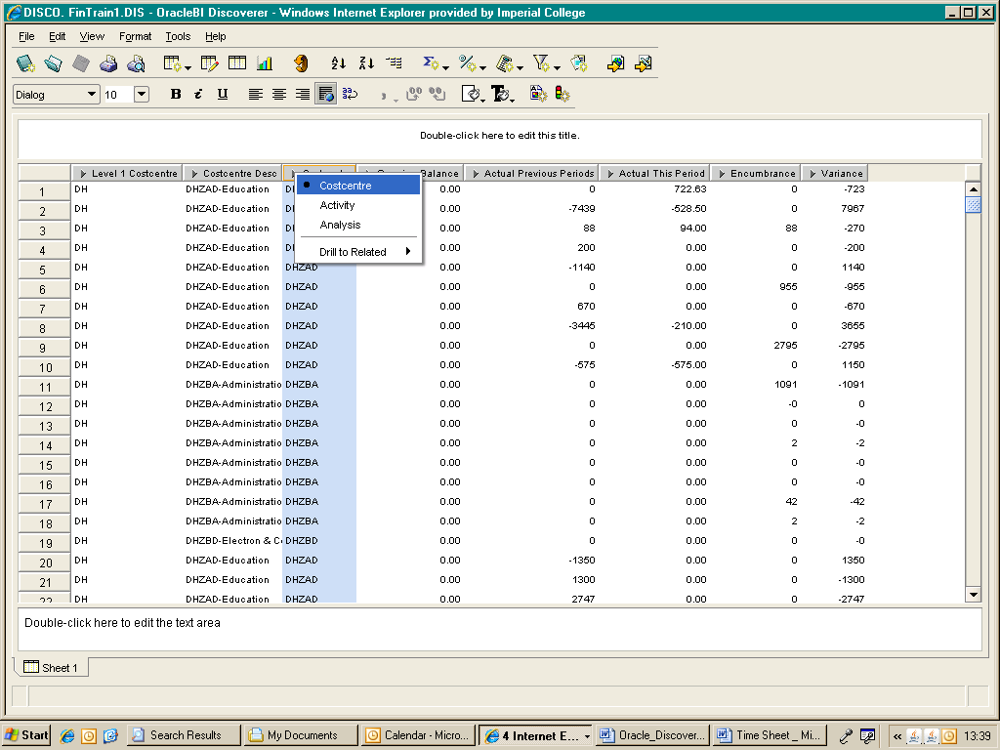 DISCO. FinTrain1.DIS - OracleBI Discoverer - Windows Internet Explorer provided by Imperial College
File Edit View Format Tools Help
Dialog 10 B i U
Double-click here to edit this title.
Level 1 Costcentre Costcentre Desc Balance Actual Previous Periods Actual This Period Encumbrance Variance
1 DH DHZAD-Education 0.00 0 722.63 0 -723
2 DH DHZAD-Education 0.00 -7439 -528.50 0 7967
3 DH DHZAD-Education 0.00 88 94.00 88 -270
4 DH DHZAD-Education 0.00 200 0.00 0 -200
5 DH DHZAD-Education DHZAD 0.00 -1140 0.00 0 1140
6 DH DHZAD-Education DHZAD 0.00 0 0.00 955 -955
7 DH DHZAD-Education DHZAD 0.00 670 0.00 0 -670
8 DH DHZAD-Education DHZAD 0.00 -3445 -210.00 0 3655
9 DH DHZAD-Education DHZAD 0.00 0 0.00 2795 -2795
10 DH DHZAD-Education DHZAD 0.00 -575 -575.00 0 1150
11 DH DHZBA-Administratio DHZBA 0.00 0 0.00 1091 -1091
12 DH DHZBA-Administratio DHZBA 0.00 0 0.00 -0 0
13 DH DHZBA-Administratio DHZBA 0.00 0 0.00 0 -0
14 DH DHZBA-Administratio DHZBA 0.00 0 0.00 2 -2
15 DH DHZBA-Administratio DHZBA 0.00 0 0.00 0 -0
16 DH DHZBA-Administratio DHZBA 0.00 0 0.00 0 -0
17 DH DHZBA-Administratio DHZBA 0.00 0 0.00 42 -42
18 DH DHZBA-Administratio DHZBA 0.00 0 0.00 2 -2
19 DH DHZBD-Electron & Co DHZBD 0.00 0 0.00 0 -0
20 DH DHZAD-Education DHZAD 0.00 -1350 0.00 0 1350
21 DH DHZAD-Education DHZAD 0.00 1300 0.00 0 -1300
22 DH DHZAD-Education DHZAD 0.00 2747 0.00 0 -2747
Costcentre
Activity
Analysis
Drill to Related
Double-click here to edit the text area
Sheet 1
Start Search Results My Documents Calendar - Micro... 4 Internet E... Oracle_Discover... Time Sheet _ Mi... « 13:39